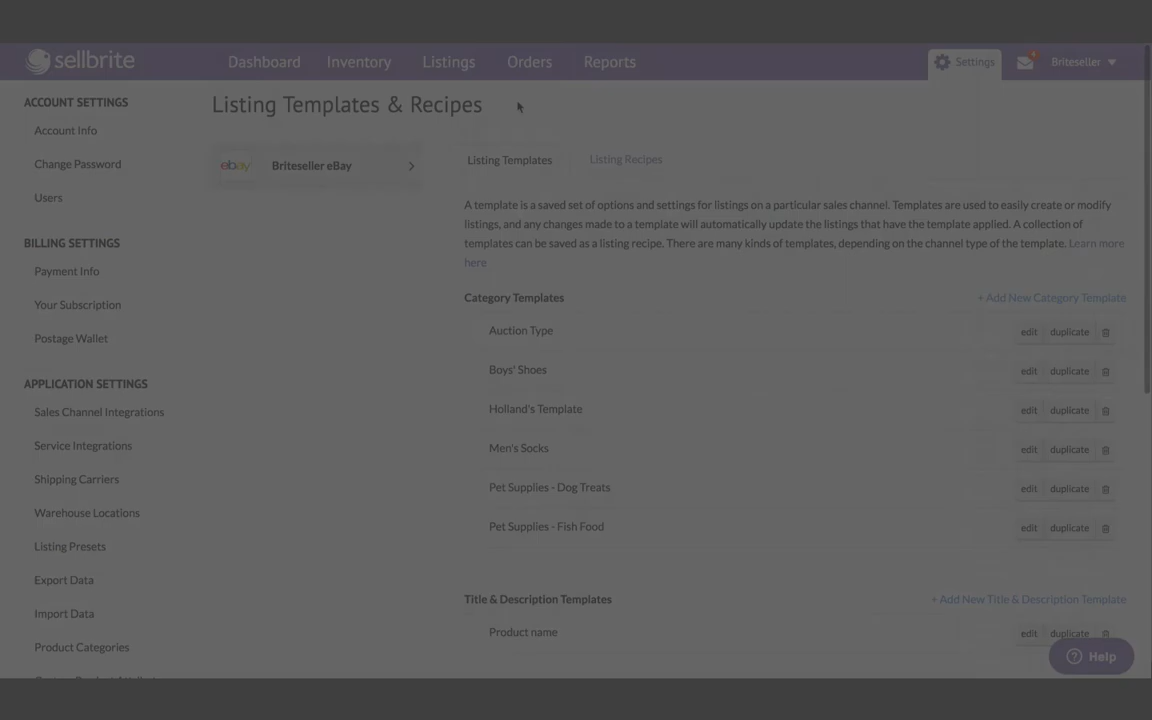 sellbrite
Dashboard Inventory Listings Orders Reports
Settings
Briteseller
ACCOUNT SETTINGS
Account Info
Change Password
Users
BILLING SETTINGS
Payment Info
Your Subscription
Postage Wallet
APPLICATION SETTINGS
Sales Channel Integrations
Service Integrations
Shipping Carriers
Warehouse Locations
Listing Presets
Export Data
Import Data
Product Categories
Listing Templates & Recipes
ebay Briteseller eBay
Listing Templates Listing Recipes
A template is a saved set of options and settings for listings on a particular sales channel. Templates are used to easily create or modify
listings, and any changes made to a template will automatically update the listings that have the template applied. A collection of
templates can be saved as a listing recipe. There are many kinds of templates, depending on the channel type of the template. Learn more
here
Category Templates + Add New Category Template
Auction Type edit duplicate
Boys' Shoes edit duplicate
Holland's Template edit duplicate
Men's Socks edit duplicate
Pet Supplies - Dog Treats edit duplicate
Pet Supplies - Fish Food edit duplicate
Title & Description Templates + Add New Title & Description Template
Product name edit duplicate
Help